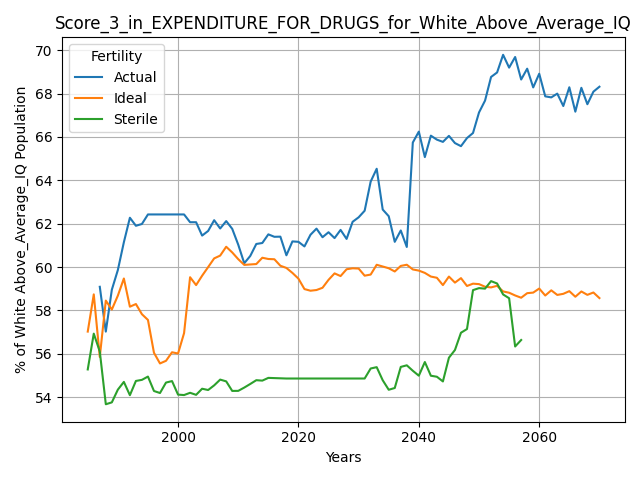 Score_3_in_EXPENDITURE_FOR_DRUGS_for_White_Above_Average_IQ
Fertility
Actual
Ideal
Sterile
% of White Above_Average_IQ Population
70
68
66
64
62
60
58
56
54
2000 2020 2040 2060
Years